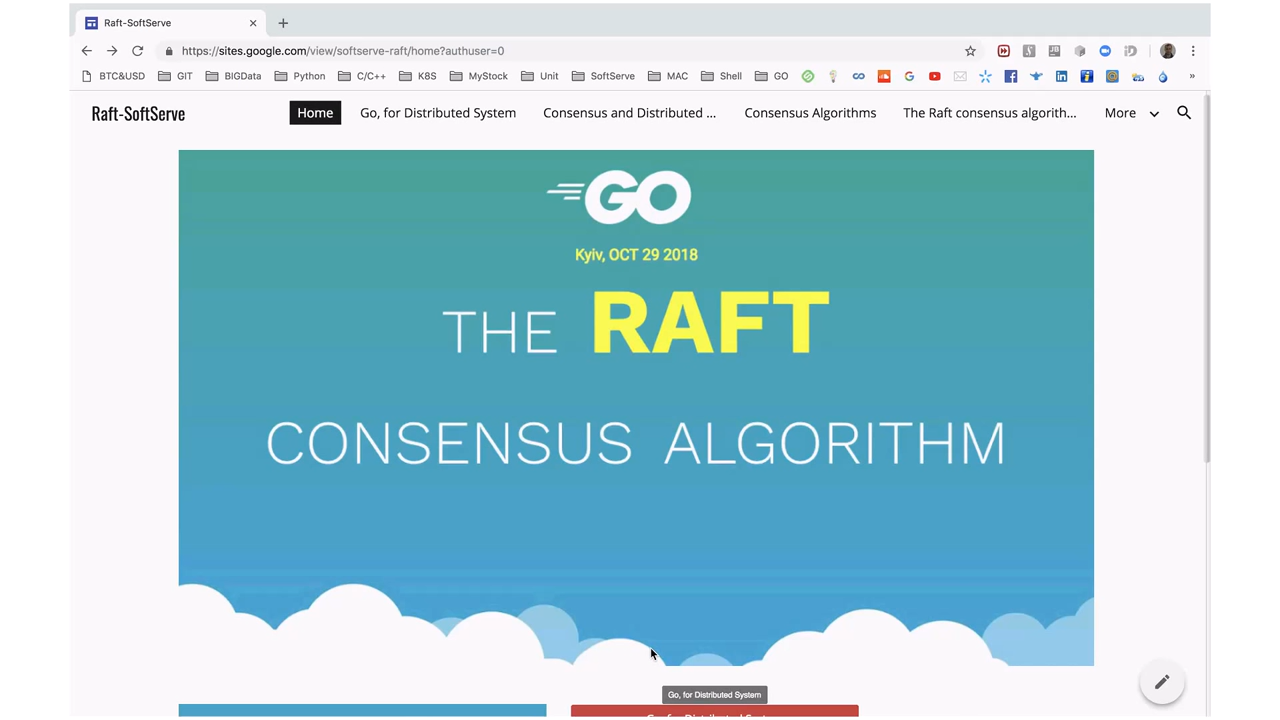 Raft-SoftServe
https://sites.google.com/view/softserve-raft/home?authuser=0
BTC&USD GIT BIGData Python C/C++ K8S MyStock Unit SoftServe MAC Shell GO
Raft-SoftServe Home Go, for Distributed System Consensus and Distributed ... Consensus Algorithms The Raft consensus algorith... More
GO
Kyiv, OCT 29 2018
THE RAFT
CONSENSUS ALGORITHM
Go, for Distributed System